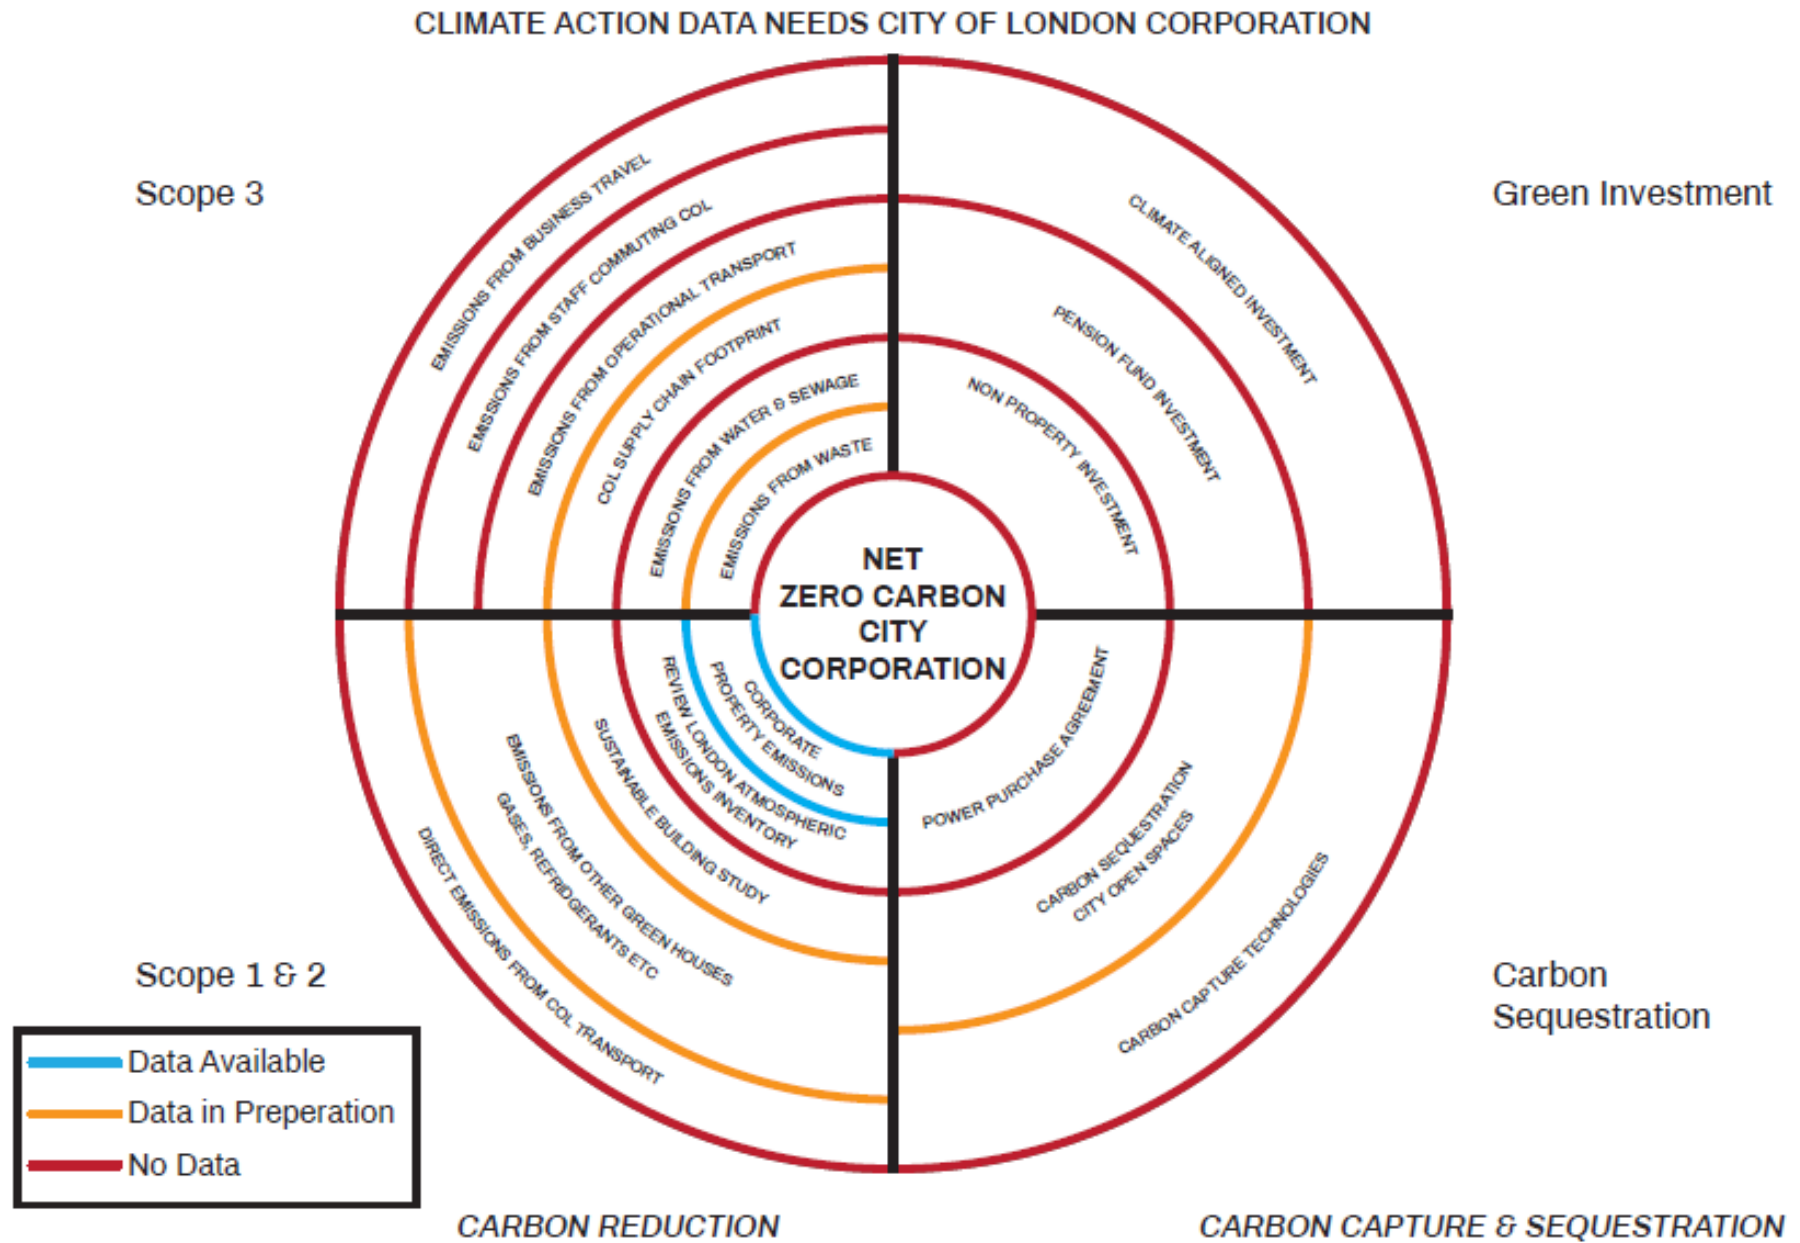 CLIMATE ACTION DATA NEEDS CITY OF LONDON CORPORATION
Scope 3
EMISSIONS FROM BUSINESS TRAVEL
EMISSIONS FROM STAFF COMMUTING COL
EMISSIONS FROM OPERATIONAL TRANSPORT
COL SUPPLY CHAIN FOOTPRINT
EMISSIONS FROM WATER & SEWAGE
EMISSIONS FROM WASTE
Green Investment
CLIMATE ALIGNED INVESTMENT
PENSION FUND INVESTMENT
NON PROPERTY INVESTMENT
NET
ZERO CARBON
CITY
CORPORATION
CORPORATE
PROPERTY EMISSIONS
REVIEW LONDON ATMOSPHERIC
EMISSIONS INVENTORY
SUSTAINABLE BUILDING STUDY
EMISSIONS FROM OTHER GREEN HOUSES
GASES, REFRIDGERANTS ETC
DIRECT EMISSIONS FROM COL TRANSPORT
Scope 1 & 2
POWER PURCHASE AGREEMENT
CARBON SEQUESTRATION
CITY OPEN SPACES
CARBON CAPTURE TECHNOLOGIES
Carbon
Sequestration
Data Available
Data in Preperation
No Data
CARBON REDUCTION
CARBON CAPTURE & SEQUESTRATION